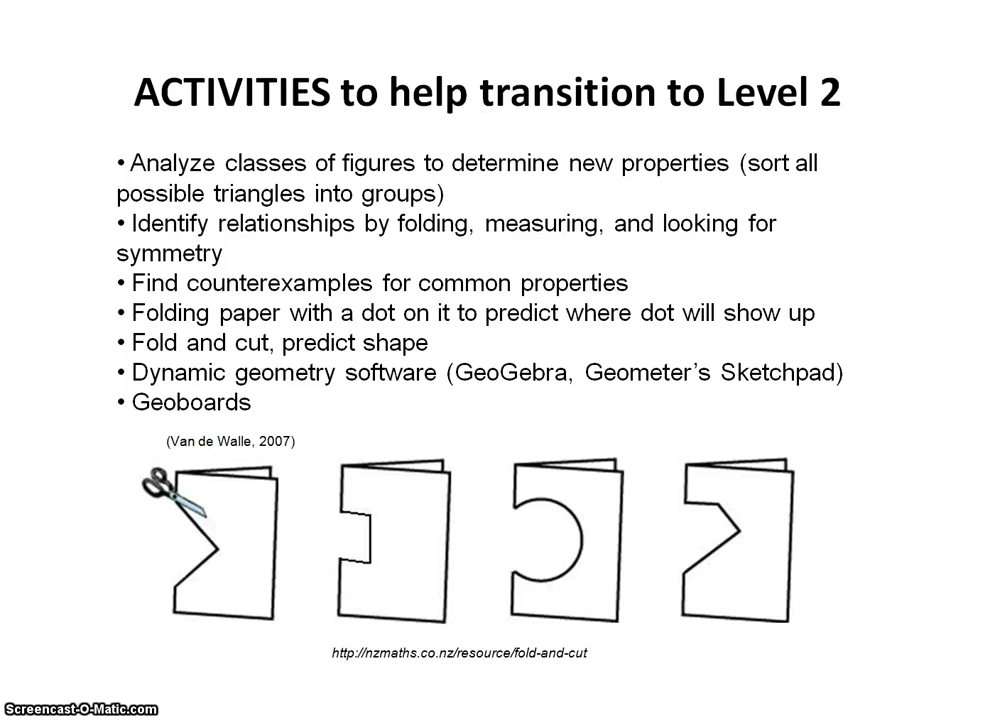 ACTIVITIES to help transition to Level 2
• Analyze classes of figures to determine new properties (sort all
possible triangles into groups)
• Identify relationships by folding, measuring, and looking for
symmetry
• Find counterexamples for common properties
• Folding paper with a dot on it to predict where dot will show up
• Fold and cut, predict shape
• Dynamic geometry software (GeoGebra, Geometer’s Sketchpad)
• Geoboards
(Van de Walle, 2007)
http://nzmaths.co.nz/resource/fold-and-cut
Screencast-O-Matic.com